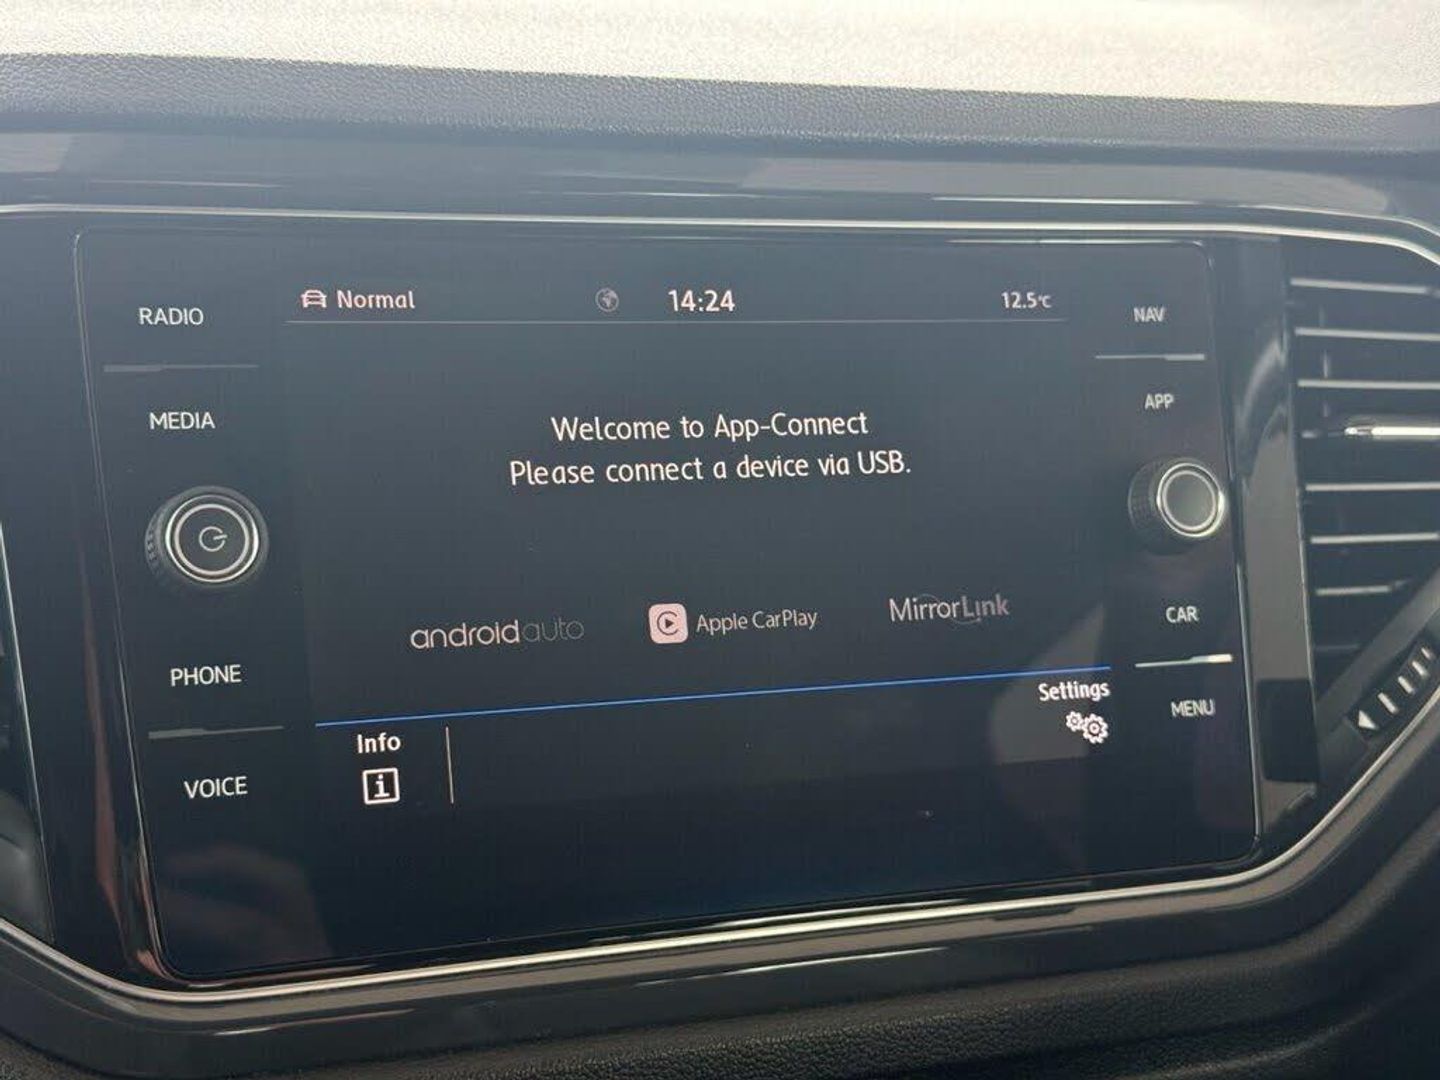 RADIO
MEDIA
PHONE
VOICE
Normal
14:24
12.5°C
Welcome to App-Connect
Please connect a device via USB.
androidauto
Apple CarPlay
MirrorLink
Info
Settings
NAV
APP
CAR
MENU